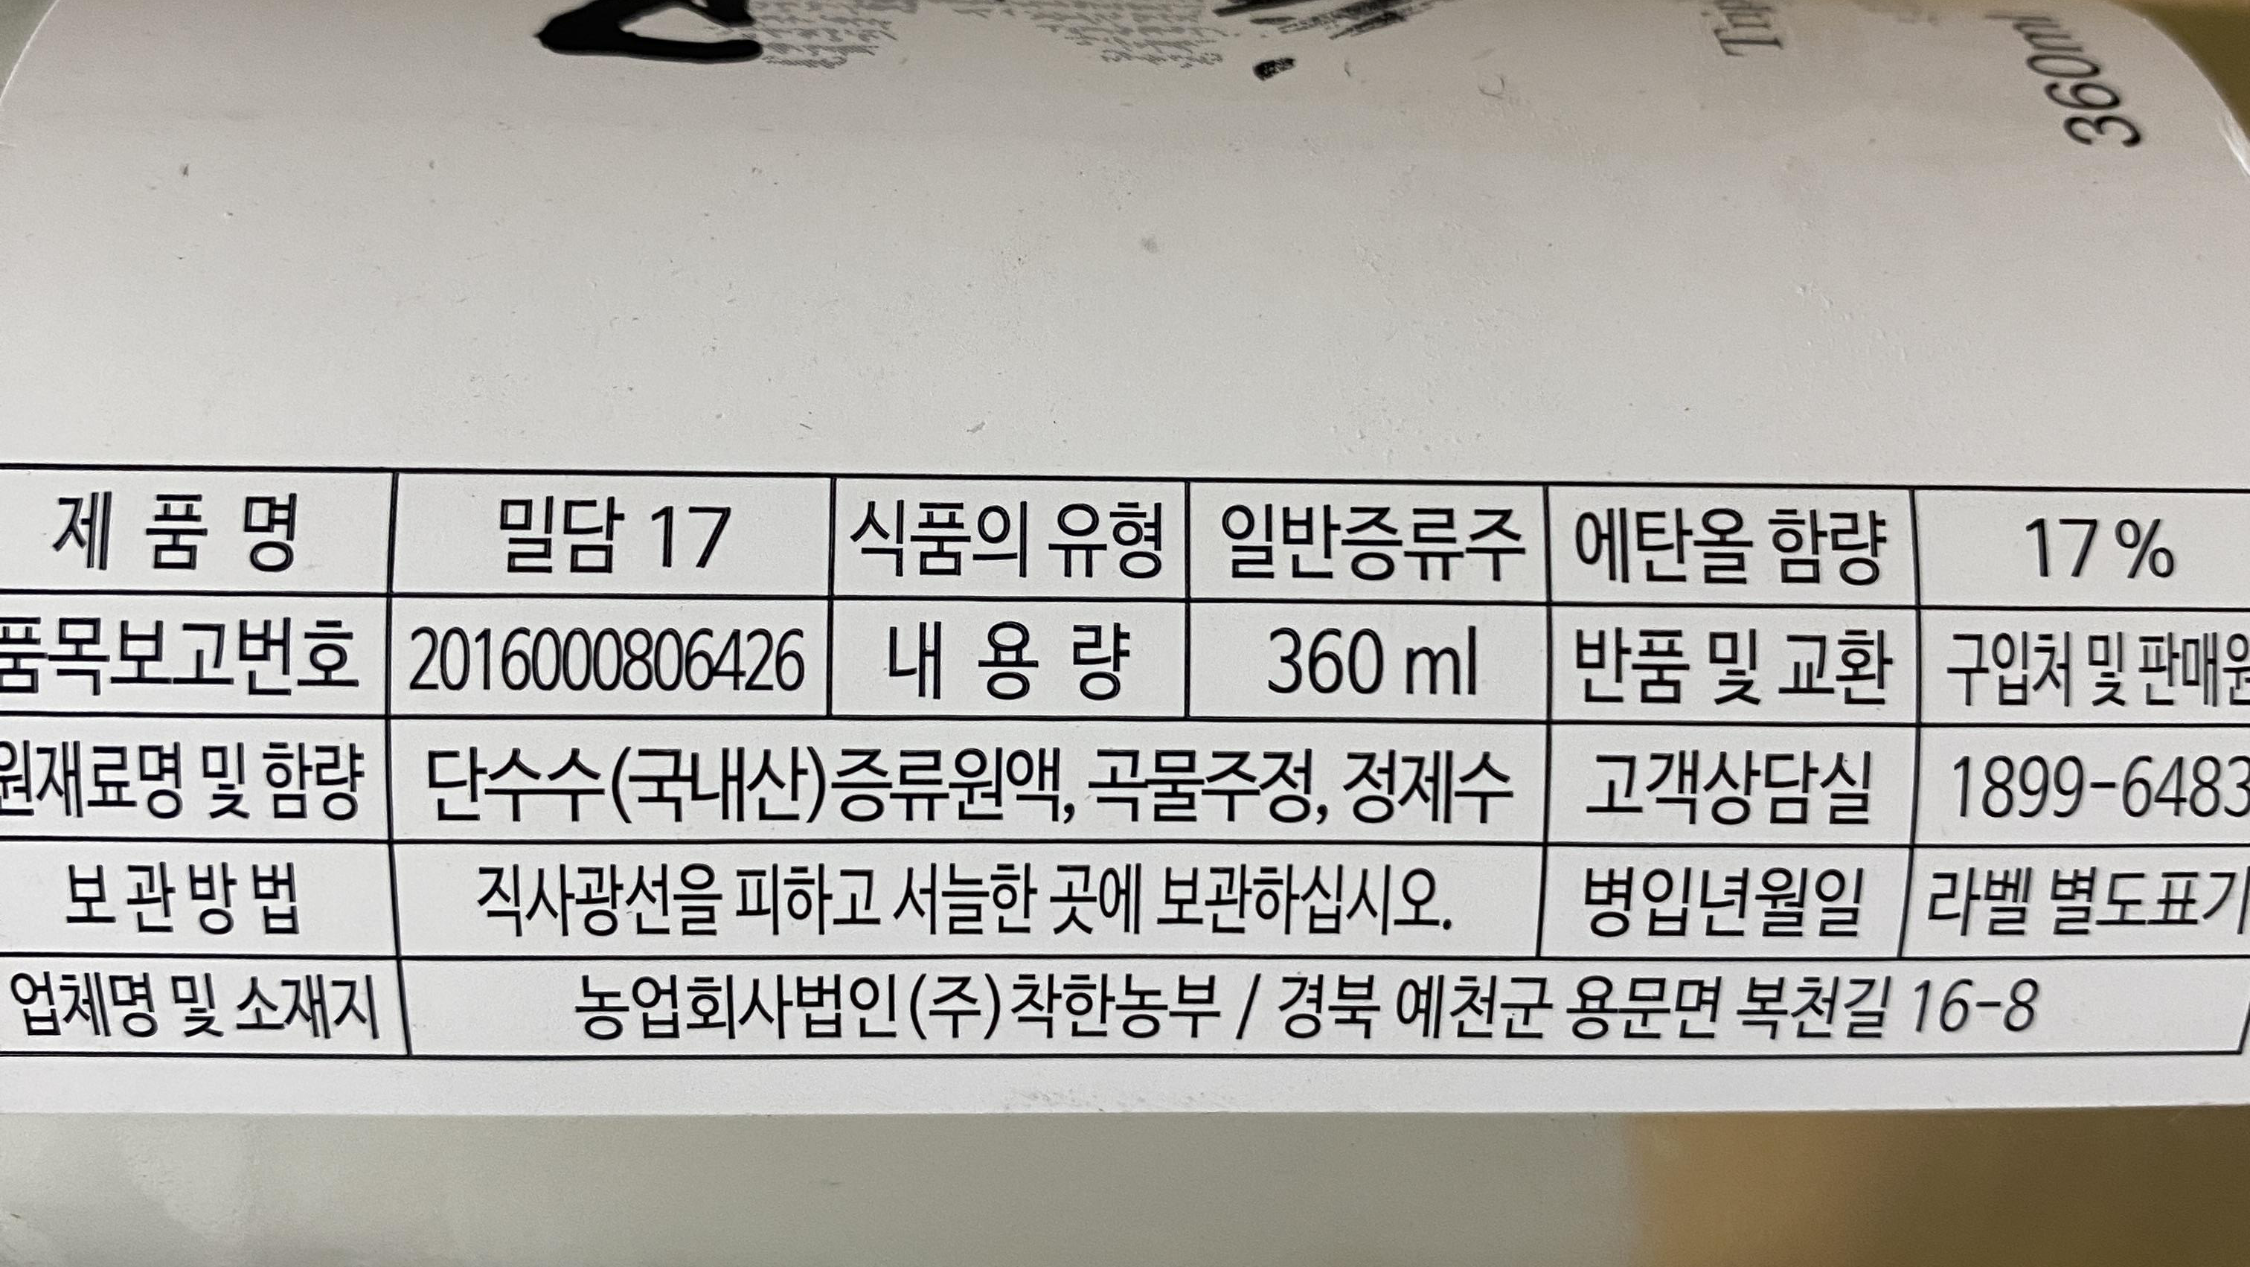 360ml
제 품 명 밀담 17 식품의 유형 일반증류주 에탄올 함량 17 %
품목보고번호 2016000806426 내 용 량 360 ml 반품 및 교환 구입처 및 판매원
원재료명 및 함량 단수수(국내산)증류원액, 곡물주정, 정제수 고객상담실 1899-6483
보 관 방 법 직사광선을 피하고 서늘한 곳에 보관하십시오. 병입년월일 라벨 별도표기
업체명 및 소재지 농업회사법인(주)착한농부 / 경북 예천군 용문면 복천길 16-8